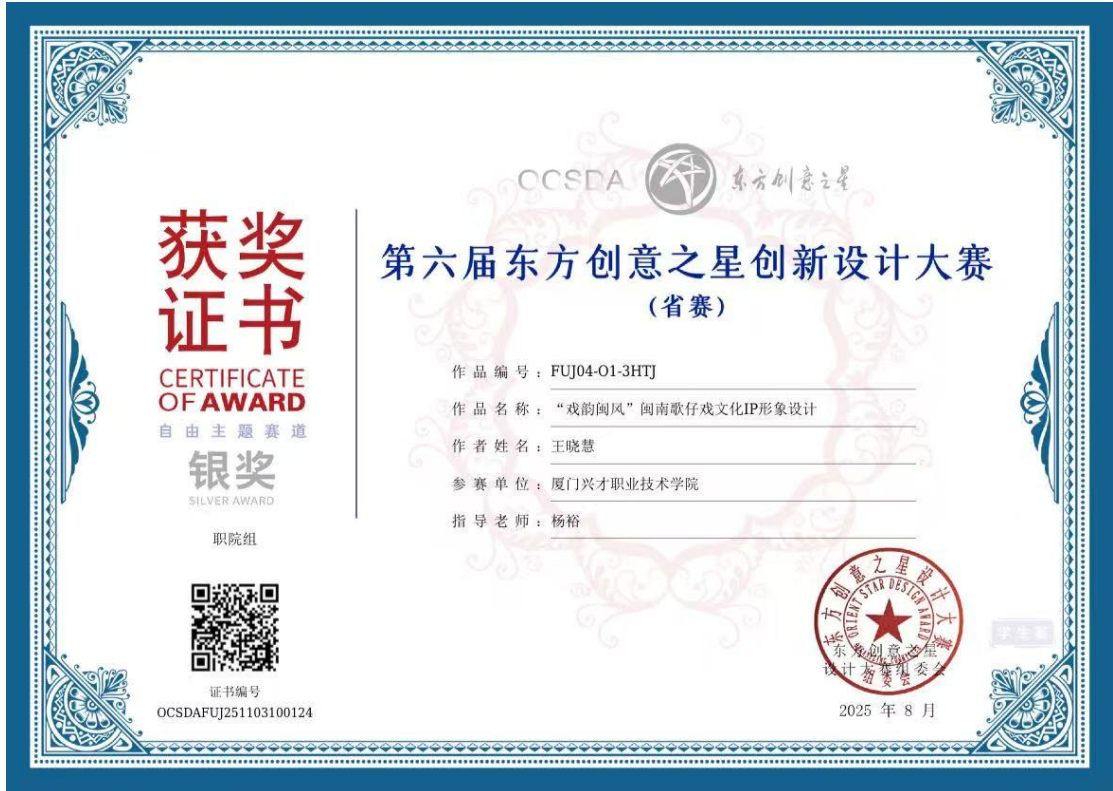 OCSDA 东方创意之星
获奖
证书
CERTIFICATE
OF AWARD
自由主题赛道
银奖
SILVER AWARD
职院组
证书编号
OCSDAFUJ251103100124
第六届东方创意之星创新设计大赛
(省赛)
作品编号：FUJ04-O1-3HTJ
作品名称：“戏韵闽风”闽南歌仔戏文化IP形象设计
作者姓名：王晓慧
参赛单位：厦门兴才职业技术学院
指导老师：杨裕
东方创意之星设计大赛
ORIENT STAR DESIGN AWARD
组委会
东方创意之星
设计大赛组委会
2025 年 8 月
学生组